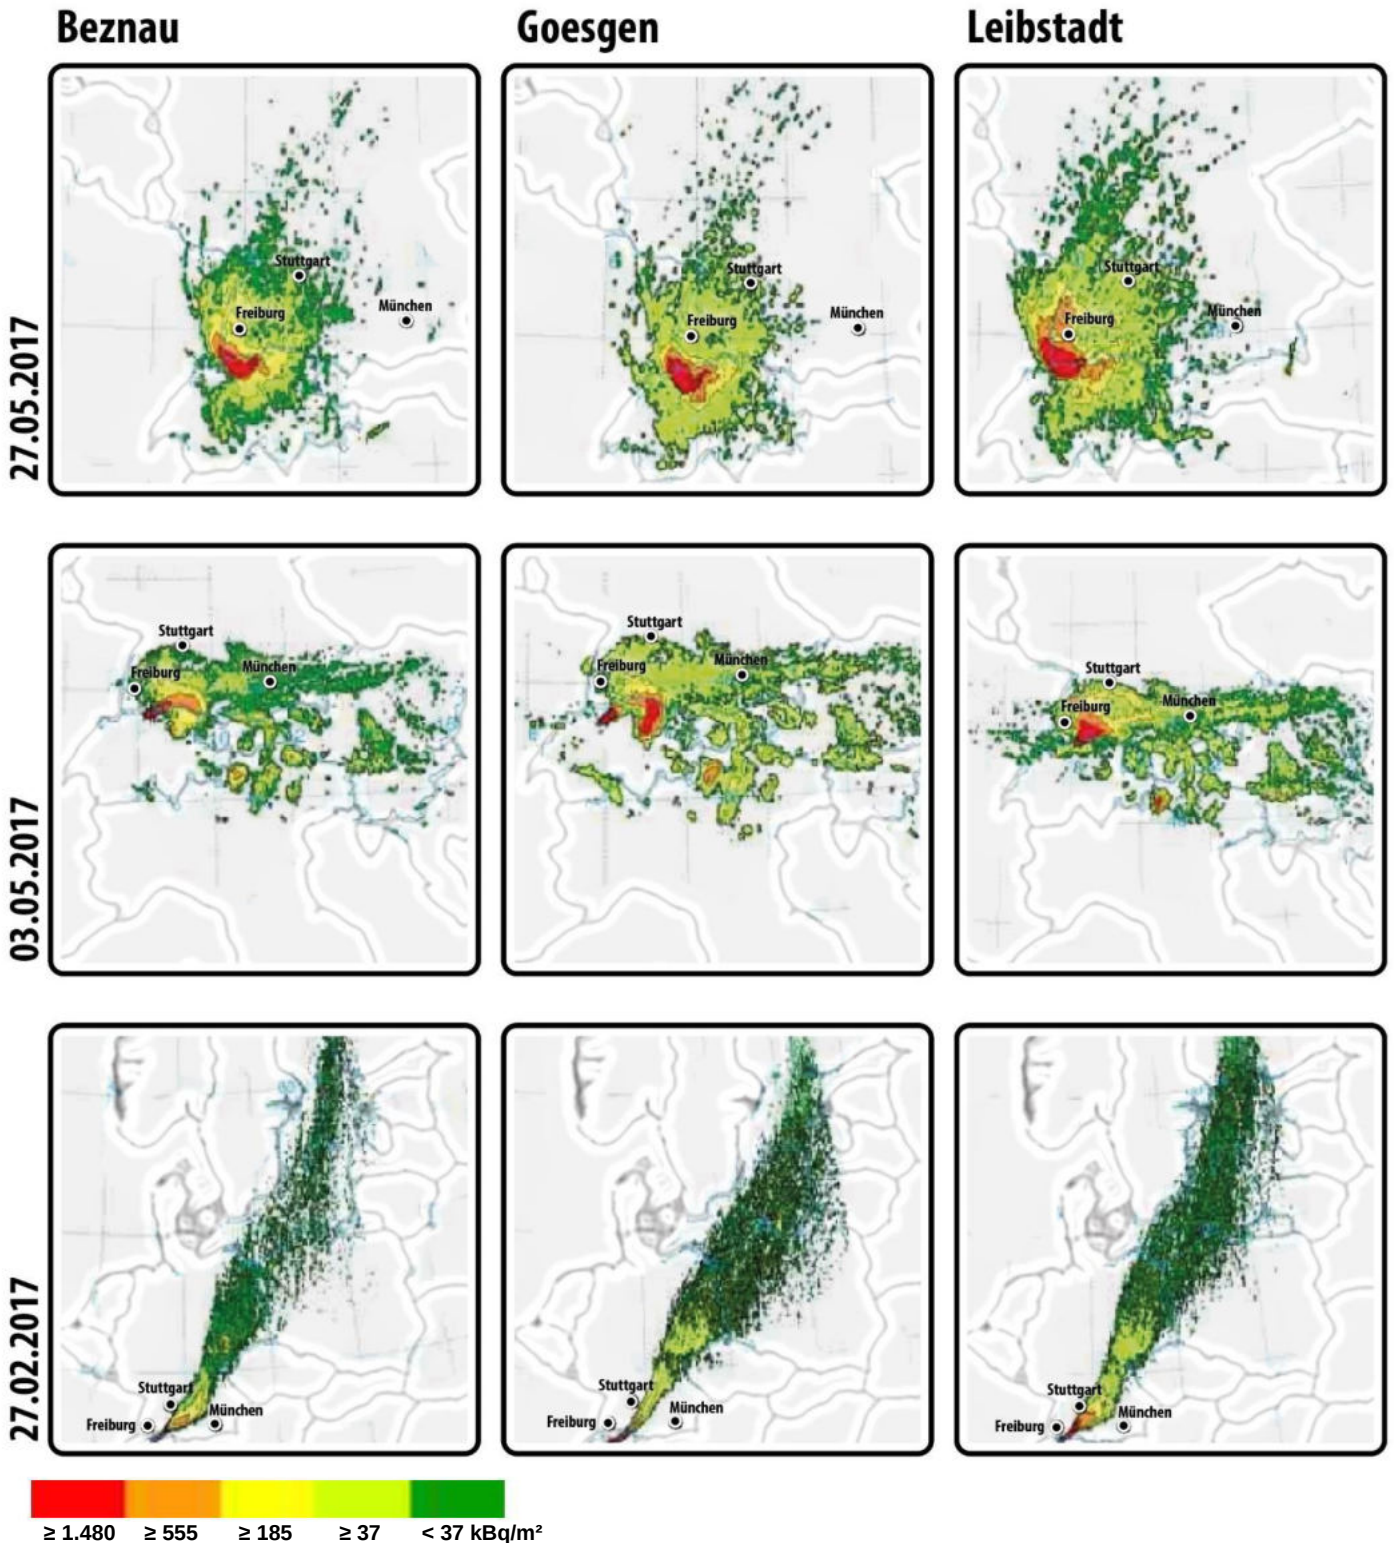 Beznau Goesgen Leibstadt
27.05.2017
Stuttgart
Freiburg
München
Stuttgart
Freiburg
München
Stuttgart
Freiburg
München
03.05.2017
Stuttgart
Freiburg
München
Stuttgart
Freiburg
München
Stuttgart
Freiburg
München
27.02.2017
Stuttgart
Freiburg
München
Stuttgart
Freiburg
München
Stuttgart
Freiburg
München
≥ 1.480 ≥ 555 ≥ 185 ≥ 37 < 37 kBq/m²